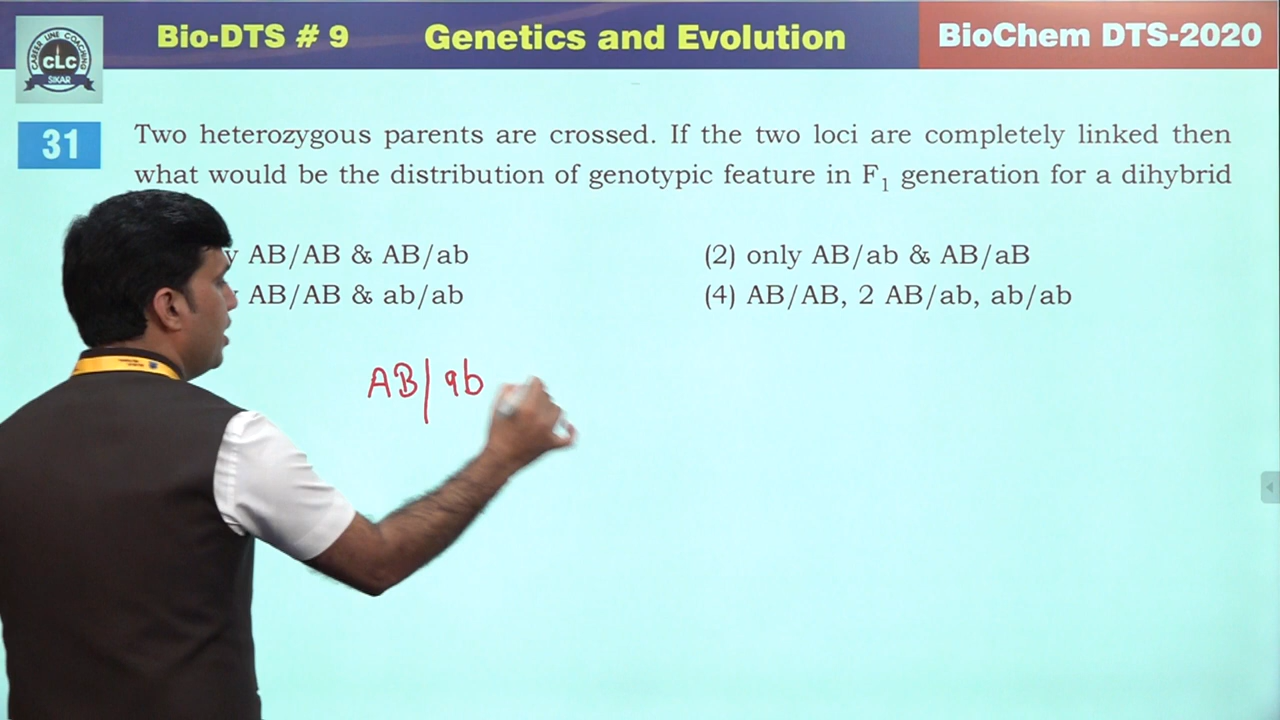 Bio-DTS # 9 Genetics and Evolution BioChem DTS-2020
CAREER LINE COACHING
CLC
SIKAR
31 Two heterozygous parents are crossed. If the two loci are completely linked then
what would be the distribution of genotypic feature in F₁ generation for a dihybrid
AB/AB & AB/ab (2) only AB/ab & AB/aB
AB/AB & ab/ab (4) AB/AB, 2 AB/ab, ab/ab
AB/ab